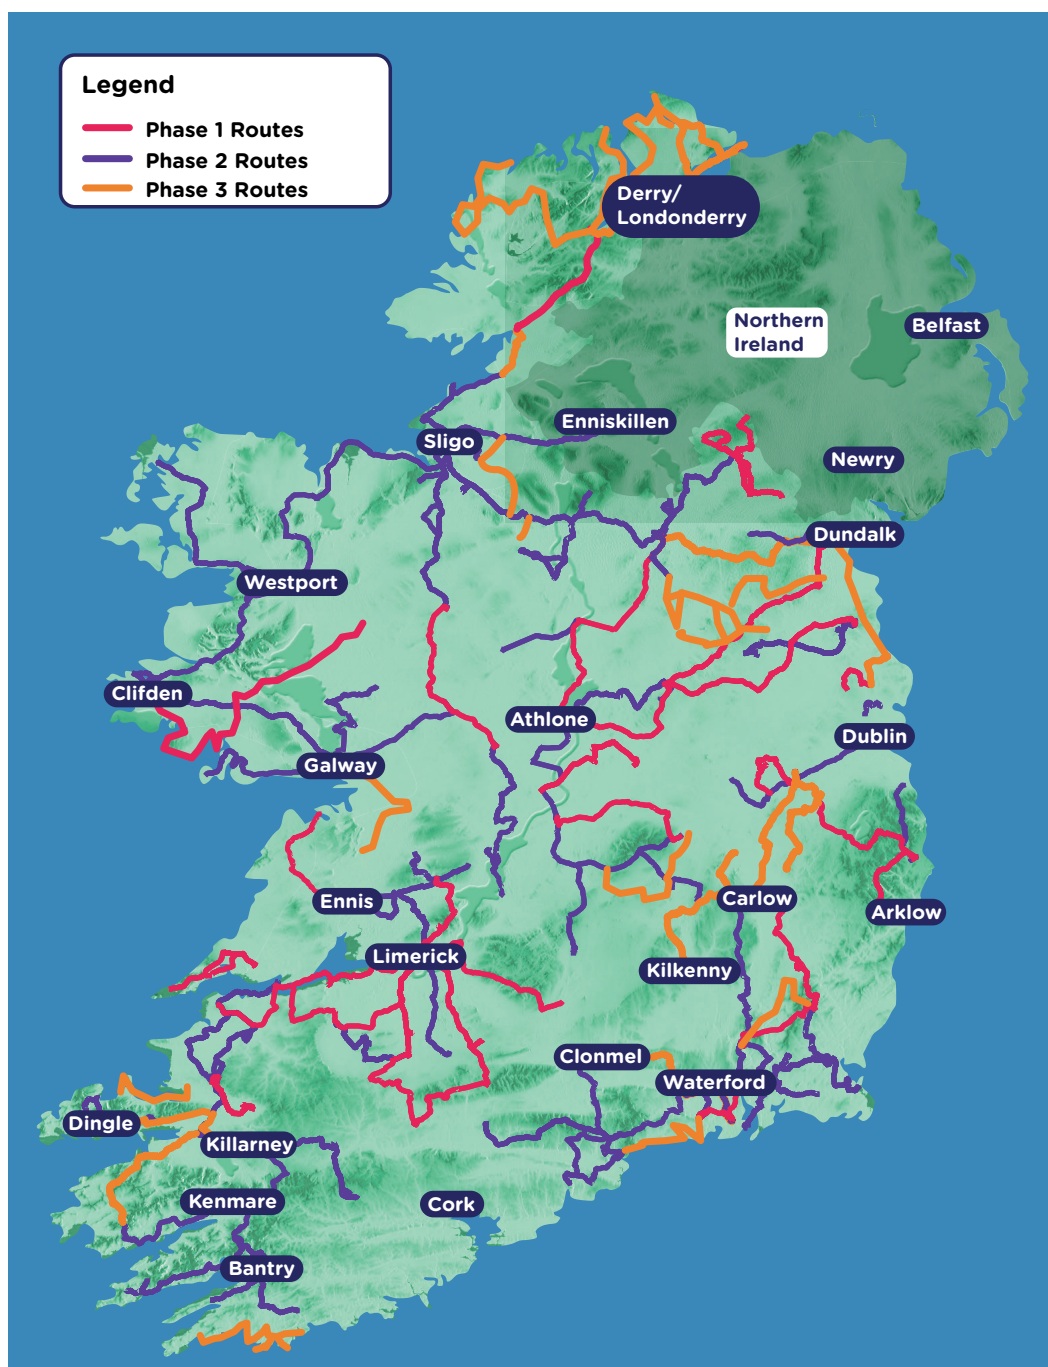 Legend
Phase 1 Routes
Phase 2 Routes
Phase 3 Routes
Derry/
Londonderry
Northern
Ireland
Belfast
Enniskillen
Sligo
Newry
Dundalk
Westport
Clifden
Athlone
Dublin
Galway
Ennis
Carlow
Arklow
Limerick
Kilkenny
Clonmel
Waterford
Dingle
Killarney
Kenmare
Cork
Bantry